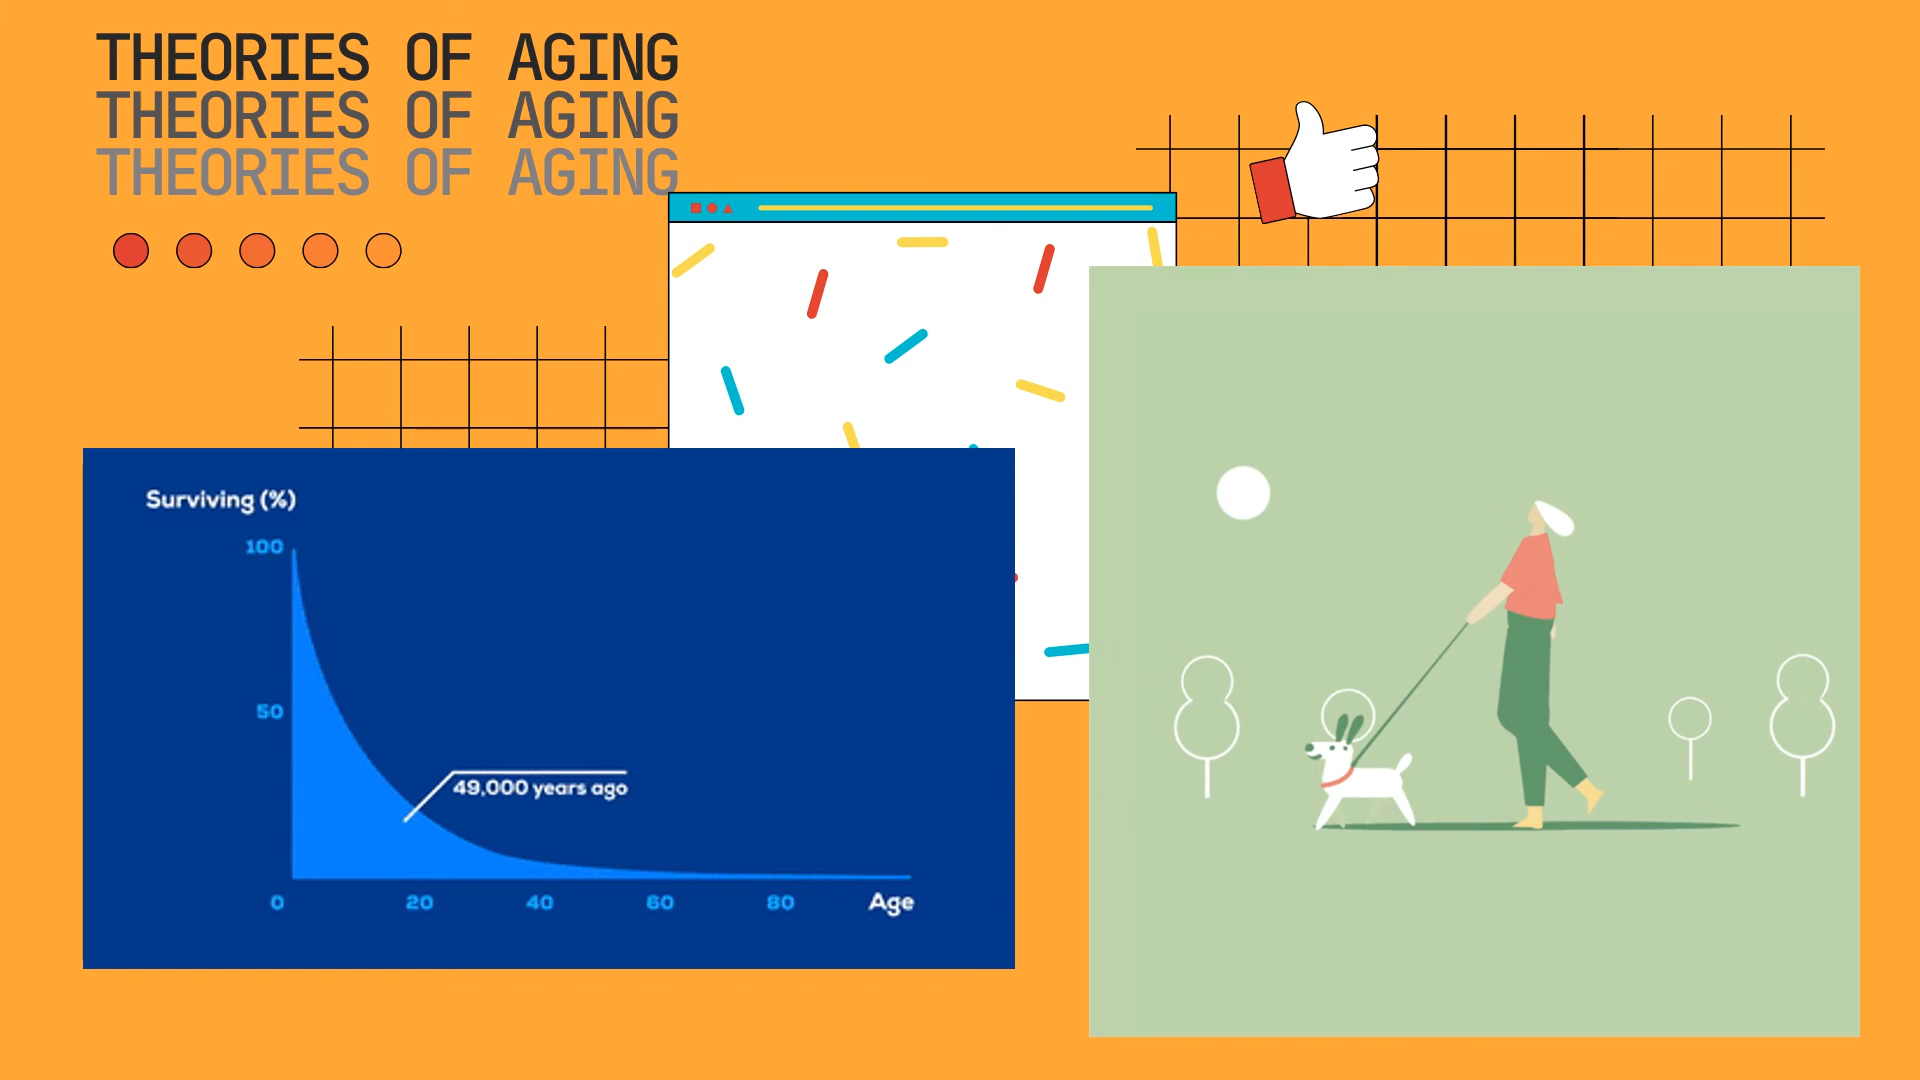 THEORIES OF AGING
THEORIES OF AGING
THEORIES OF AGING
Surviving (%)
100
50
49,000 years ago
0 20 40 60 80 Age